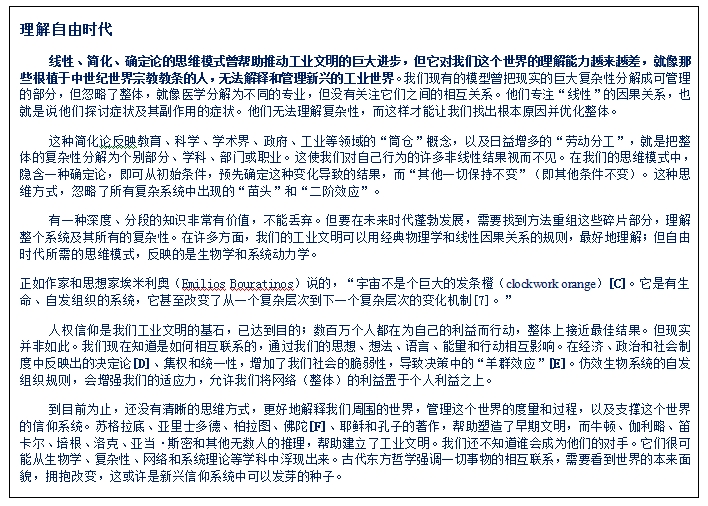 理解自由时代
线性、简化、确定论的思维模式曾帮助推动工业文明的巨大进步，但它对我们这个世界的理解能力越来越差，就像那
些根植于中世纪世界宗教教条的人，无法解释和管理新兴的工业世界。我们现有的模型曾把现实的巨大复杂性分解成可管理
的部分，但忽略了整体，就像医学分解为不同的专业，但没有关注它们之间的相互关系。他们专注“线性”的因果关系，也
就是说他们探讨症状及其副作用的症状。他们无法理解复杂性，而这样才能让我们找出根本原因并优化整体。
这种简化论反映教育、科学、学术界、政府、工业等领域的“筒仓”概念，以及日益增多的“劳动分工”，就是把整
体的复杂性分解为个别部分、学科、部门或职业。这使我们对自己行为的许多非线性结果视而不见。在我们的思维模式中，
隐含一种确定论，即可从初始条件，预先确定这种变化导致的结果，而“其他一切保持不变”（即其他条件不变）。这种思
维方式，忽略了所有复杂系统中出现的“苗头”和“二阶效应”。
有一种深度、分段的知识非常有价值，不能丢弃。但要在未来时代蓬勃发展，需要找到方法重组这些碎片部分，理解
整个系统及其所有的复杂性。在许多方面，我们的工业文明可以用经典物理学和线性因果关系的规则，最好地理解；但自由
时代所需的思维模式，反映的是生物学和系统动力学。
正如作家和思想家埃米利奥（Emilios Bouratinos）说的，“宇宙不是个巨大的发条橙（clockwork orange）[C]。它是有生
命、自发组织的系统，它甚至改变了从一个复杂层次到下一个复杂层次的变化机制[7]。”
人权信仰是我们工业文明的基石，已达到目的；数百万个人都在为自己的利益而行动，整体上接近最佳结果。但现实
并非如此。我们现在知道是如何相互联系的，通过我们的思想、想法、语言、能量和行动相互影响。在经济、政治和社会制
度中反映出的决定论[D]、集权和统一性，增加了我们社会的脆弱性，导致决策中的“羊群效应”[E]。仿效生物系统的自发
组织规则，会增强我们的适应力，允许我们将网络（整体）的利益置于个人利益之上。
到目前为止，还没有清晰的思维方式，更好地解释我们周围的世界，管理这个世界的度量和过程，以及支撑这个世界
的信仰系统。苏格拉底、亚里士多德、柏拉图、佛陀[F]、耶稣和孔子的著作，帮助塑造了早期文明，而牛顿、伽利略、笛
卡尔、培根、洛克、亚当·斯密和其他无数人的推理，帮助建立了工业文明。我们还不知道谁会成为他们的对手。它们很可
能从生物学、复杂性、网络和系统理论等学科中浮现出来。古代东方哲学强调一切事物的相互联系，需要看到世界的本来面
貌，拥抱改变，这或许是新兴信仰系统中可以发芽的种子。